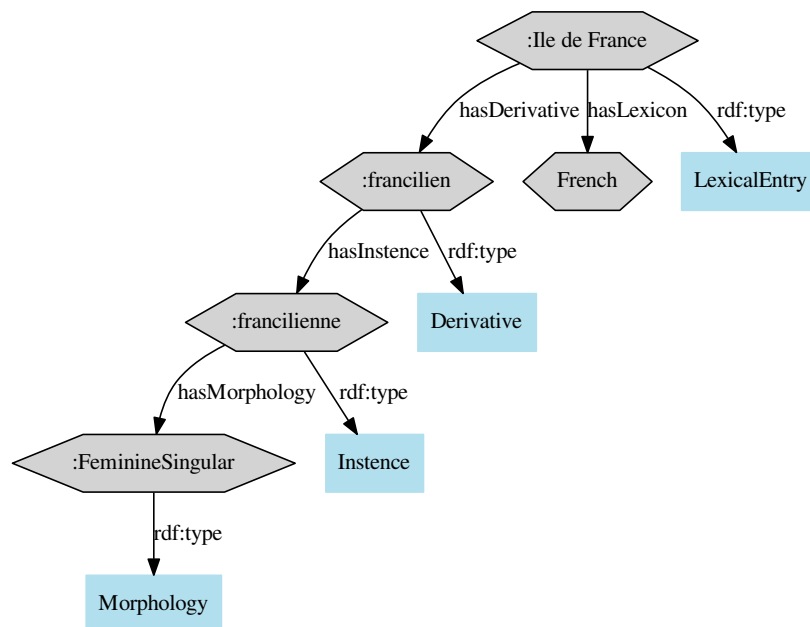 :Ile de France
hasDerivative
hasLexicon
rdf:type
:francilien
French
LexicalEntry
hasInstence
rdf:type
:francilienne
Derivative
hasMorphology
rdf:type
:FeminineSingular
Instence
rdf:type
Morphology